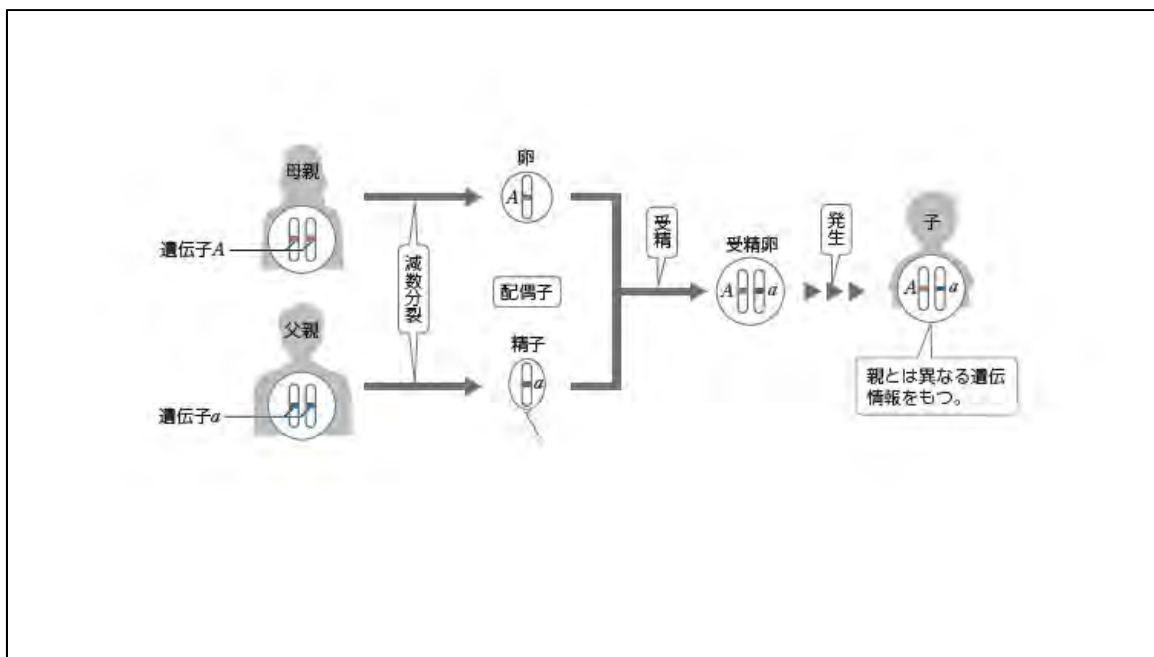 母親
遺伝子A
父親
遺伝子a
減数分裂
卵
A
配偶子
精子
a
受精
受精卵
A a
発生
子
A a
親とは異なる遺伝
情報をもつ。